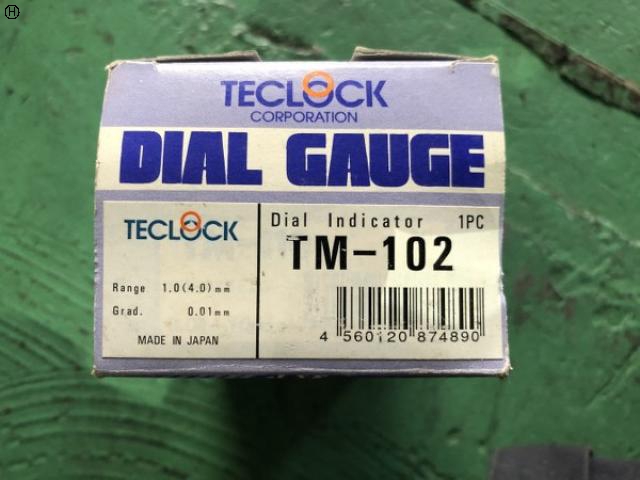 H
TECLOCK
CORPORATION
DIAL GAUGE
TECLOCK
Dial Indicator 1PC
TM-102
Range 1.0(4.0)mm
Grad. 0.01mm
MADE IN JAPAN
4 560120 874890